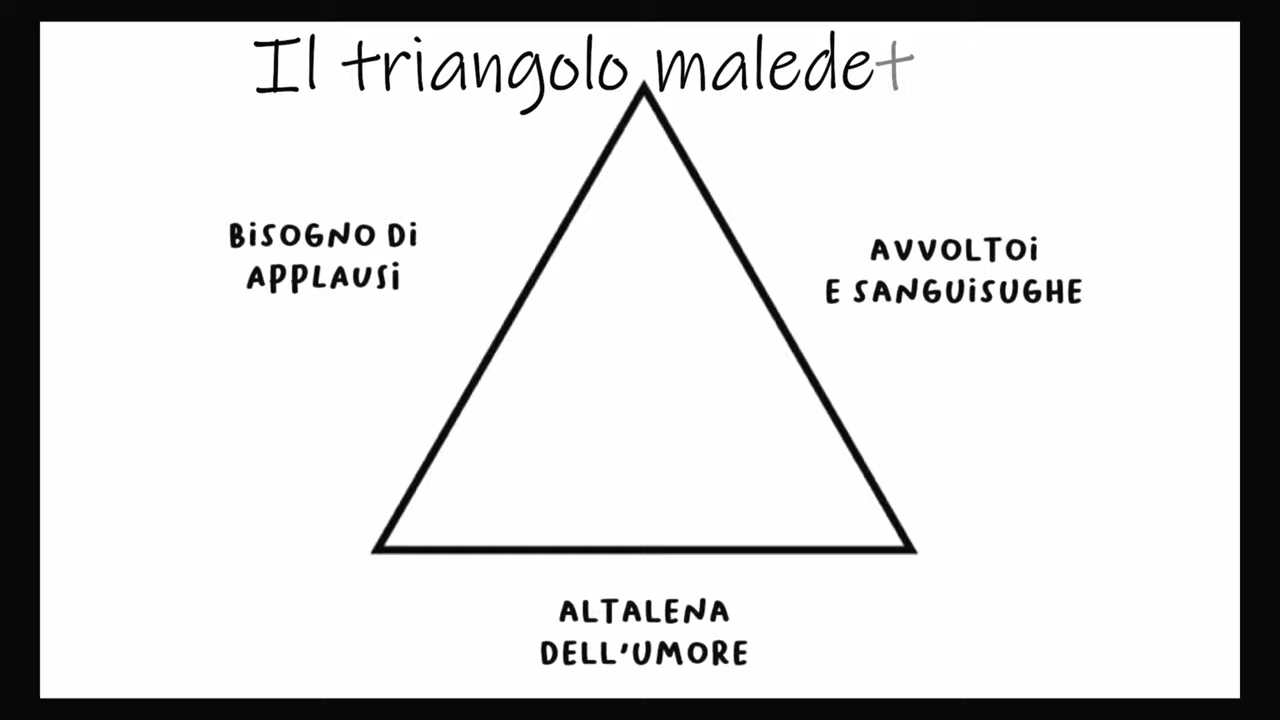 Il triangolo maledet
BiSOGNO Di
APPLAUSi
AVVOLTOi
E SANGUiSUGHE
ALTALENA
DELL'UMORE